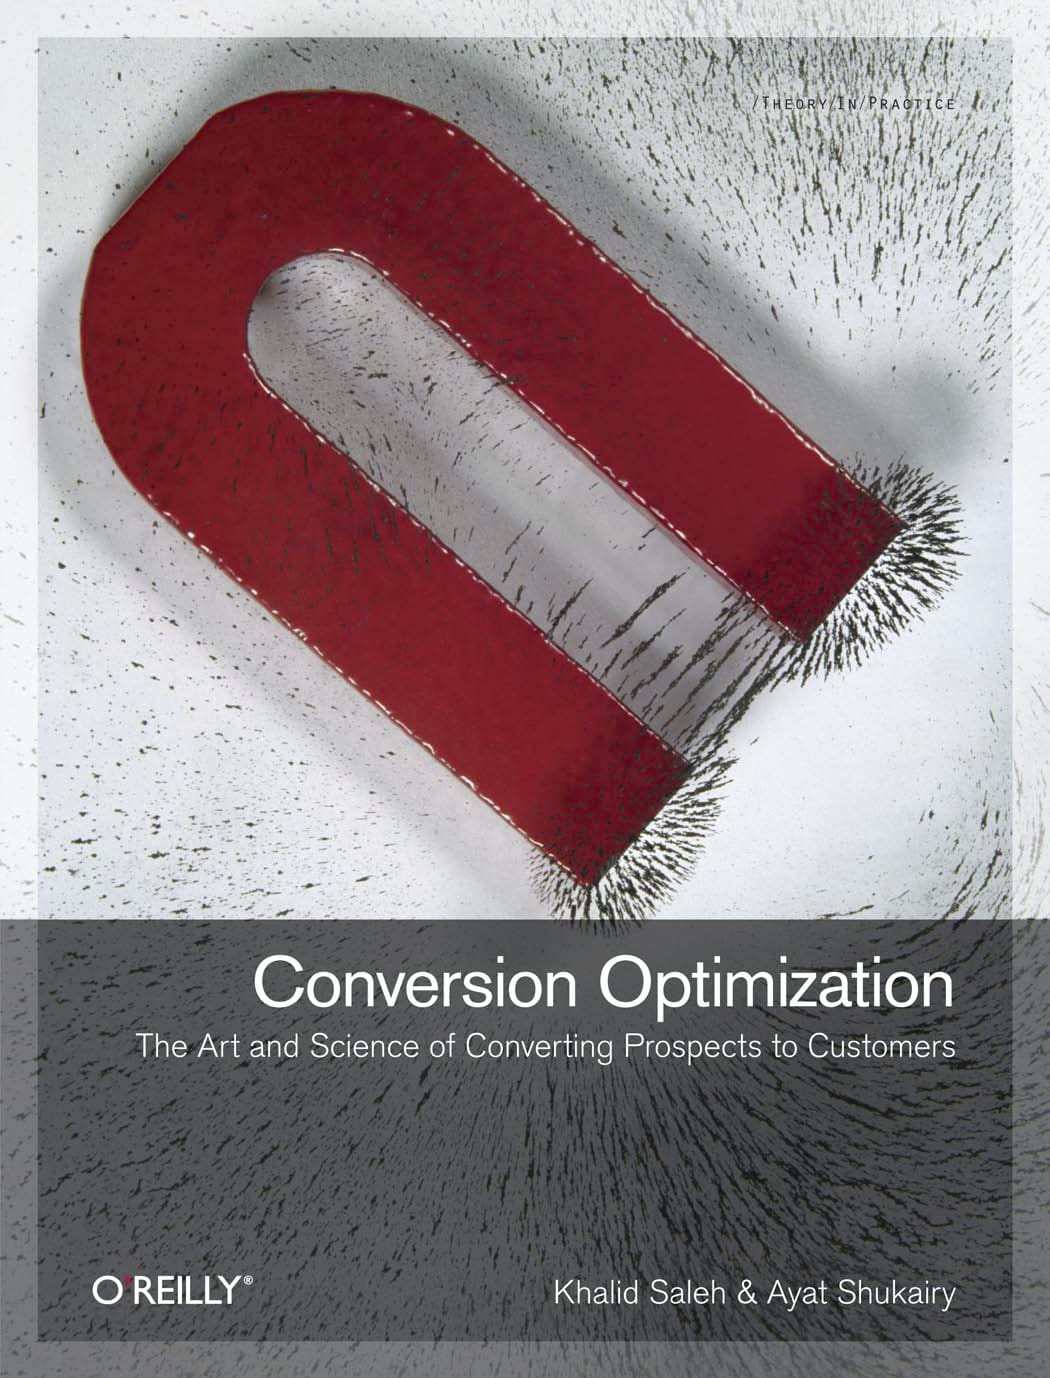 /THEORY/IN/PRACTICE
Conversion Optimization
The Art and Science of Converting Prospects to Customers
O'REILLY®
Khalid Saleh & Ayat Shukairy